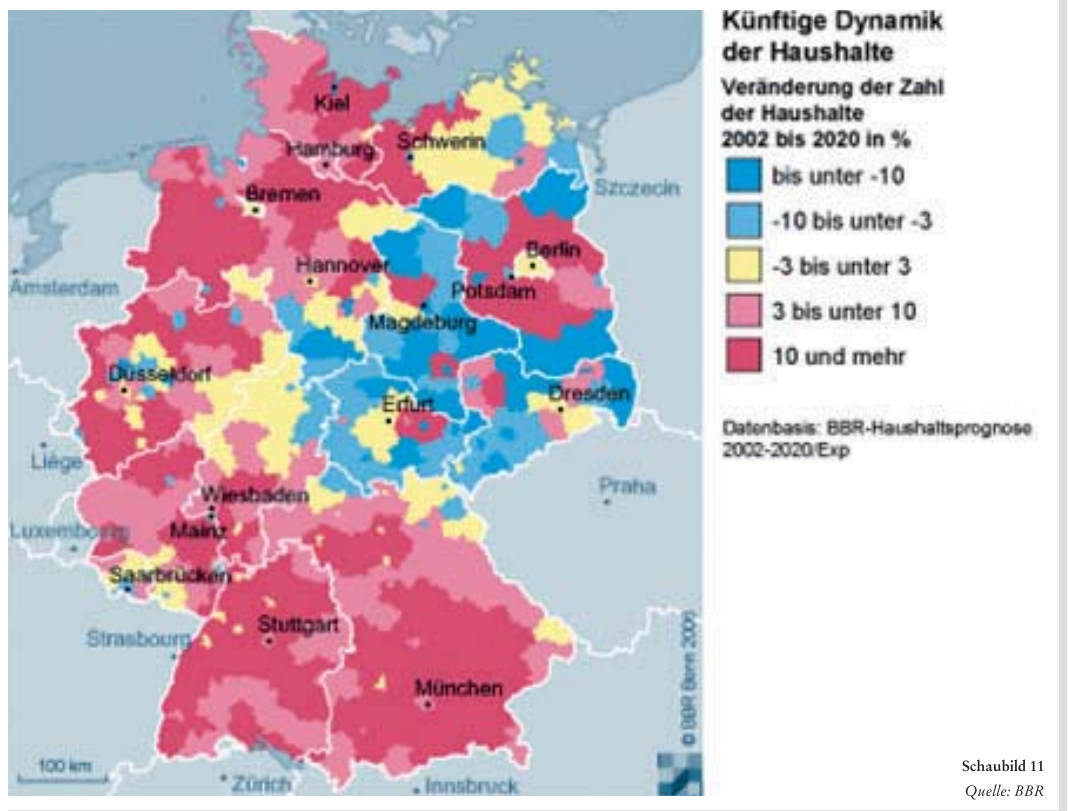 Künftige Dynamik
der Haushalte
Veränderung der Zahl
der Haushalte
2002 bis 2020 in %
bis unter -10
-10 bis unter -3
-3 bis unter 3
3 bis unter 10
10 und mehr
Datenbasis: BBR-Haushaltsprognose
2002-2020/Exp
Kiel
Schwerin
Hamburg
Szczecin
Bremen
Berlin
Hannover
Amsterdam
Potsdam
Magdeburg
Düsseldorf
Dresden
Erfurt
Liège
Praha
Wiesbaden
Luxembourg
Mainz
Saarbrücken
Stuttgart
Strasbourg
München
100 km
Zürich
Innsbruck
© BBR Bonn 2005
Schaubild 11
Quelle: BBR